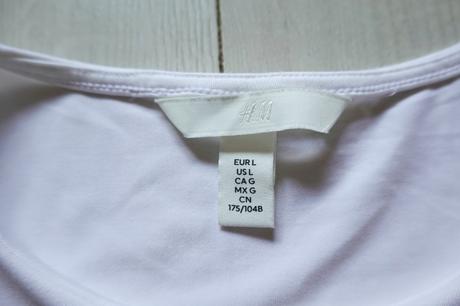 H&M
EUR L
US L
CA G
MX G
CN
175/104B